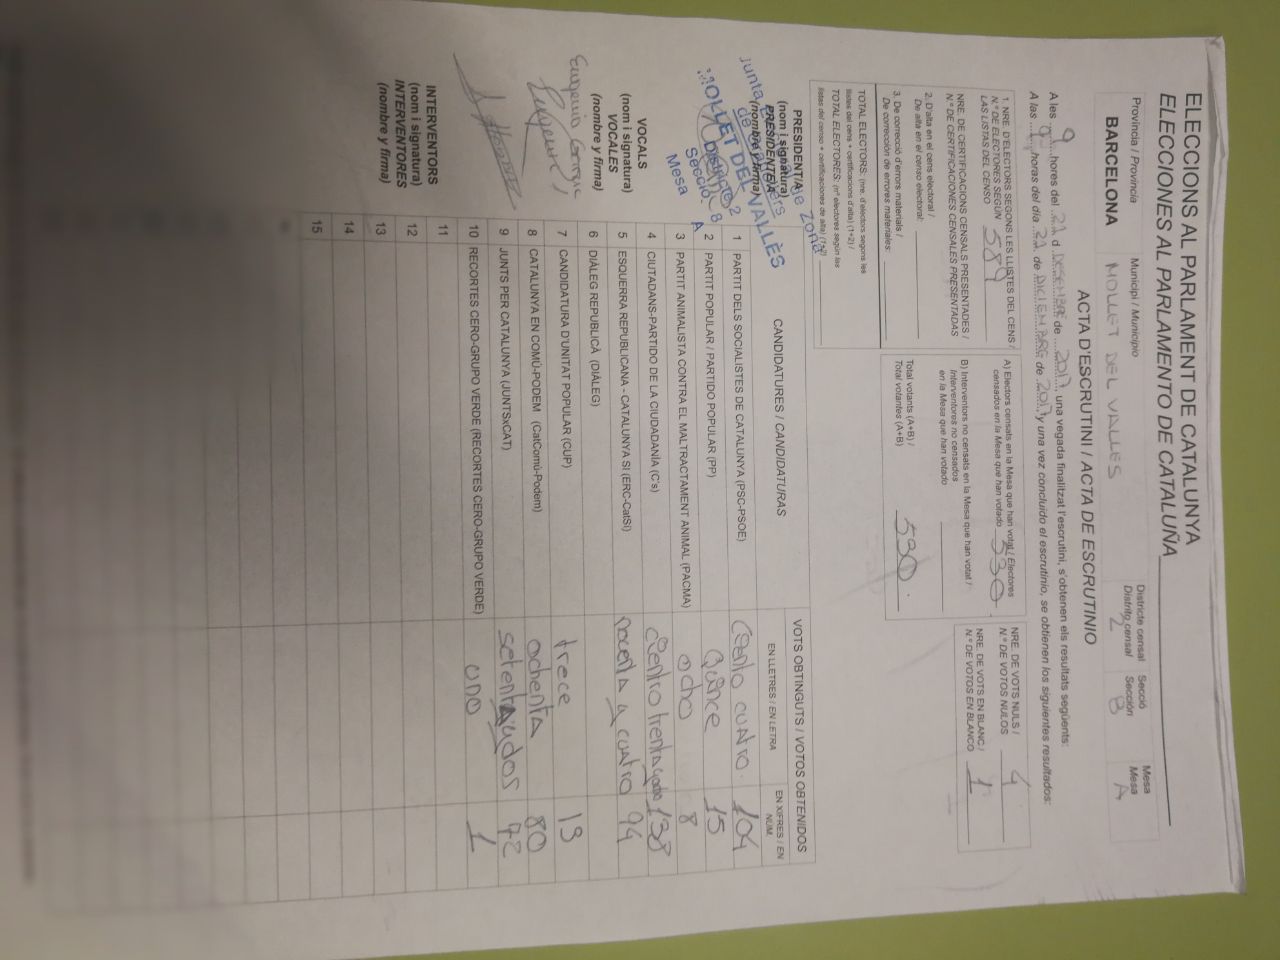 ELECCIONS AL PARLAMENT DE CATALUNYA
ELECCIONES AL PARLAMENTO DE CATALUÑA
Província / Provincia
BARCELONA
Municipi / Municipio
MOLLET DEL VALLES
Districte censal
Distrito censal
2
Secció
Sección
Mesa
Mesa
A
ACTA D'ESCRUTINI / ACTA DE ESCRUTINIO
A les 9 hores del 21 d DESEMBRE de 2017, una vegada finalitzat l'escrutini, s'obtenen els resultats següents:
A las 9 horas del día 21 de DICIEMBRE de 2017 y una vez concluido el escrutinio, se obtienen los siguientes resultados:
1. NRE. D'ELECTORS SEGONS LES LLISTES DEL CENS /
N.º DE ELECTORES SEGÚN
LAS LISTAS DEL CENSO 589
NRE. DE CERTIFICACIONS CENSALS PRESENTADES /
N.º DE CERTIFICACIONES CENSALES PRESENTADAS
2. D'alta en el cens electoral /
De alta en el censo electoral:
3. De correcció d'errors materials /
De corrección de errores materiales:
TOTAL ELECTORS: (nre. d'electors segons les
llistes del cens + certificacions d'alta) (1+2) /
TOTAL ELECTORES: (nº electores según las
listas del censo + certificaciones de alta) (1+2)
A) Electors censats en la Mesa que han votat / Electores
censados en la Mesa que han votado 530
B) Interventors no censats en la Mesa que han votat /
Interventores no censados
en la Mesa que han votado
Total votants (A+B) /
Total votantes (A+B) 530
NRE. DE VOTS NULS /
N.º DE VOTOS NULOS 4
NRE. DE VOTS EN BLANC /
N.º DE VOTOS EN BLANCO 1
PRESIDENT/A
(nom i signatura)
PRESIDENTE/A
(nombre y firma)
Junta Electoral de Zona
MOLLET DEL VALLÈS
Districte 2
Secció 8
Mesa A
VOCALS
(nom i signatura)
VOCALES
(nombre y firma)
INTERVENTORS
(nom i signatura)
INTERVENTORES
(nombre y firma)
CANDIDATURES / CANDIDATURAS
VOTS OBTINGUTS / VOTOS OBTENIDOS
EN LLETRES / EN LETRA
EN XIFRES / EN NÚM.
1 PARTIT DELS SOCIALISTES DE CATALUNYA (PSC-PSOE) Cento cuatro. 104
2 PARTIT POPULAR / PARTIDO POPULAR (PP) Quince 15
3 PARTIT ANIMALISTA CONTRA EL MALTRACTAMENT ANIMAL (PACMA) ocho 8
4 CIUTADANS-PARTIDO DE LA CIUDADANÍA (C's) 138
5 ESQUERRA REPUBLICANA - CATALUNYA SÍ (ERC-CatSí) 94
6 DIÀLEG REPUBLICÀ (DIÀLEG)
7 CANDIDATURA D'UNITAT POPULAR (CUP) trece 13
8 CATALUNYA EN COMÚ-PODEM (CatComú-Podem) ochenta 80
9 JUNTS PER CATALUNYA (JUNTSxCAT) setentaydos 72
10 RECORTES CERO-GRUPO VERDE (RECORTES CERO-GRUPO VERDE) uno 1
11
12
13
14
15